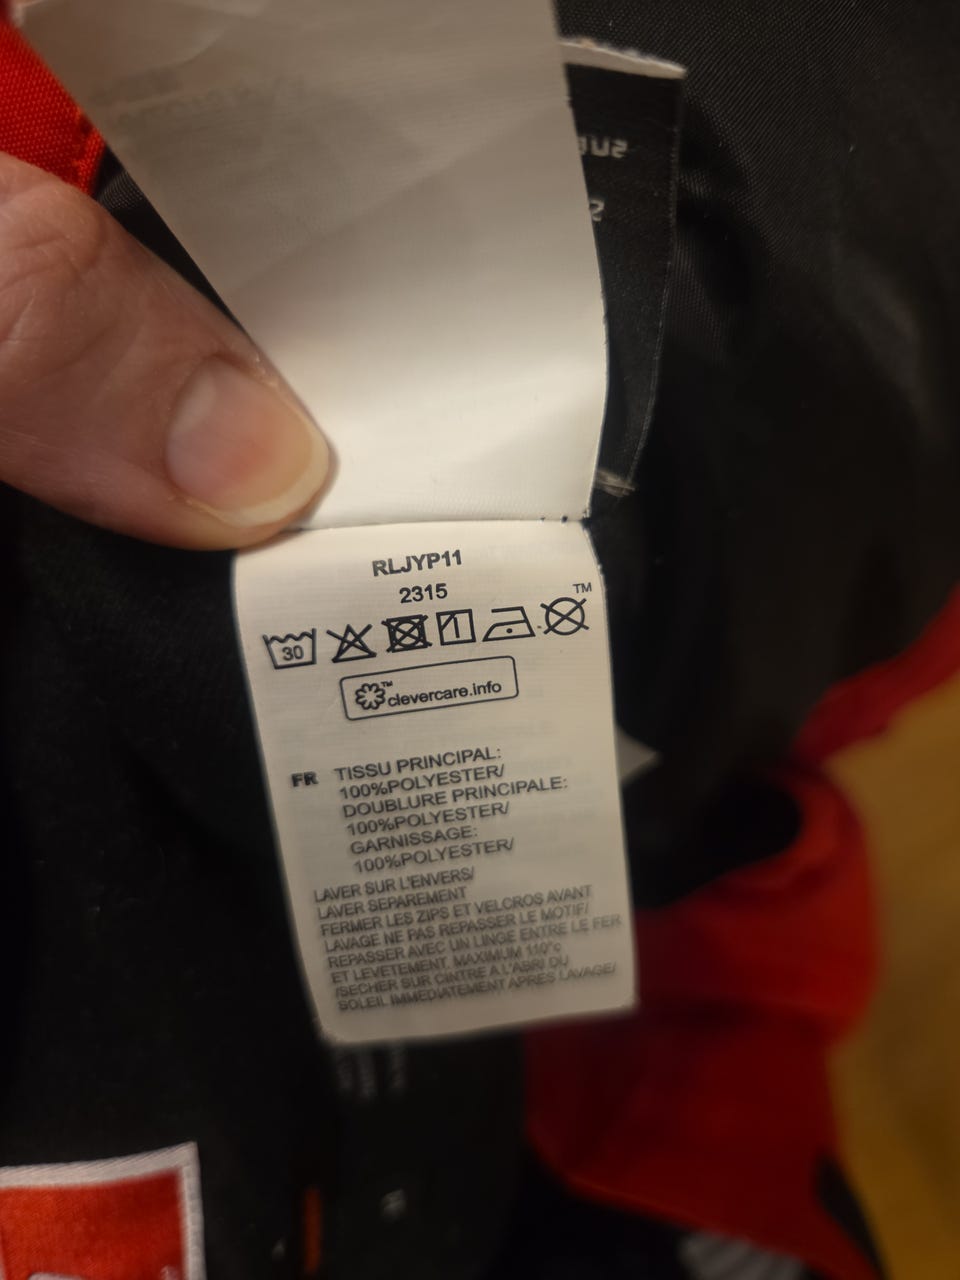 RLJYP11
2315
TM
30
TM clevercare.info
FR TISSU PRINCIPAL:
100%POLYESTER/
DOUBLURE PRINCIPALE:
100%POLYESTER/
GARNISSAGE:
100%POLYESTER/
LAVER SUR L'ENVERS/
LAVER SEPAREMENT
FERMER LES ZIPS ET VELCROS AVANT
LAVAGE NE PAS REPASSER LE MOTIF/
REPASSER AVEC UN LINGE ENTRE LE FER
ET LEVETEMENT. MAXIMUM 110°c
/SECHER SUR CINTRE A L'ABRI DU
SOLEIL IMMEDIATEMENT APRES LAVAGE/